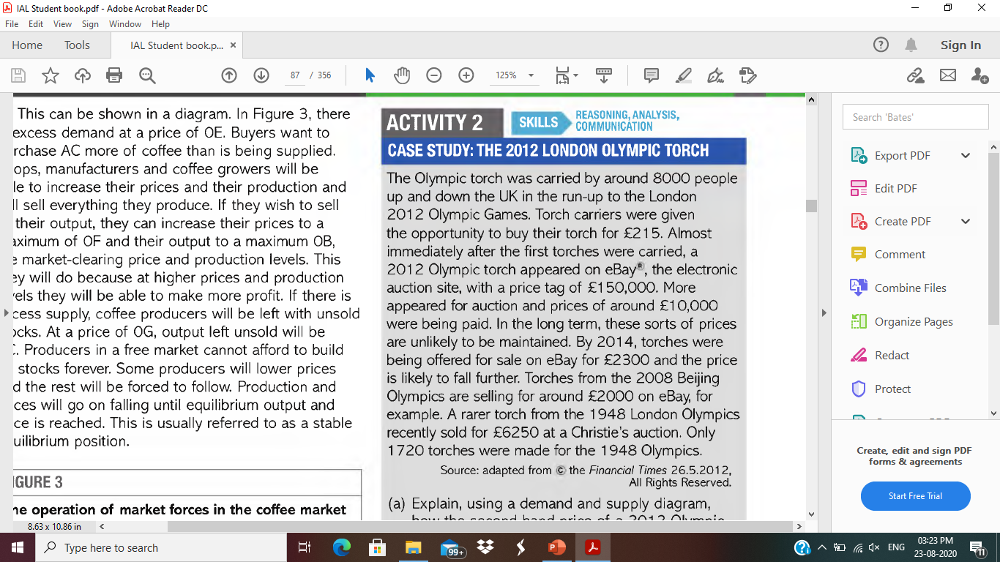 IAL Student book.pdf - Adobe Acrobat Reader DC
File Edit View Sign Window Help
Home Tools IAL Student book.p... × Sign In
87 / 356 125%
This can be shown in a diagram. In Figure 3, there
excess demand at a price of OE. Buyers want to
rchase AC more of coffee than is being supplied.
ops, manufacturers and coffee growers will be
le to increase their prices and their production and
ll sell everything they produce. If they wish to sell
their output, they can increase their prices to a
aximum of OF and their output to a maximum OB,
e market-clearing price and production levels. This
ey will do because at higher prices and production
vels they will be able to make more profit. If there is
cess supply, coffee producers will be left with unsold
ocks. At a price of OG, output left unsold will be
. Producers in a free market cannot afford to build
stocks forever. Some producers will lower prices
d the rest will be forced to follow. Production and
ces will go on falling until equilibrium output and
ce is reached. This is usually referred to as a stable
uilibrium position.
IGURE 3
he operation of market forces in the coffee market
ACTIVITY 2
SKILLS
REASONING, ANALYSIS,
COMMUNICATION
CASE STUDY: THE 2012 LONDON OLYMPIC TORCH
The Olympic torch was carried by around 8000 people
up and down the UK in the run-up to the London
2012 Olympic Games. Torch carriers were given
the opportunity to buy their torch for £215. Almost
immediately after the first torches were carried, a
2012 Olympic torch appeared on eBay®, the electronic
auction site, with a price tag of £150,000. More
appeared for auction and prices of around £10,000
were being paid. In the long term, these sorts of prices
are unlikely to be maintained. By 2014, torches were
being offered for sale on eBay for £2300 and the price
is likely to fall further. Torches from the 2008 Beijing
Olympics are selling for around £2000 on eBay, for
example. A rarer torch from the 1948 London Olympics
recently sold for £6250 at a Christie's auction. Only
1720 torches were made for the 1948 Olympics.
Source: adapted from © the Financial Times 26.5.2012,
All Rights Reserved.
(a) Explain, using a demand and supply diagram,
how the second-hand price of a 2012 Olympic
Search 'Bates'
Export PDF
Edit PDF
Create PDF
Comment
Combine Files
Organize Pages
Redact
Protect
Create, edit and sign PDF
forms & agreements
Start Free Trial
8.63 x 10.86 in
Type here to search
99+
ENG
03:23 PM
23-08-2020
11